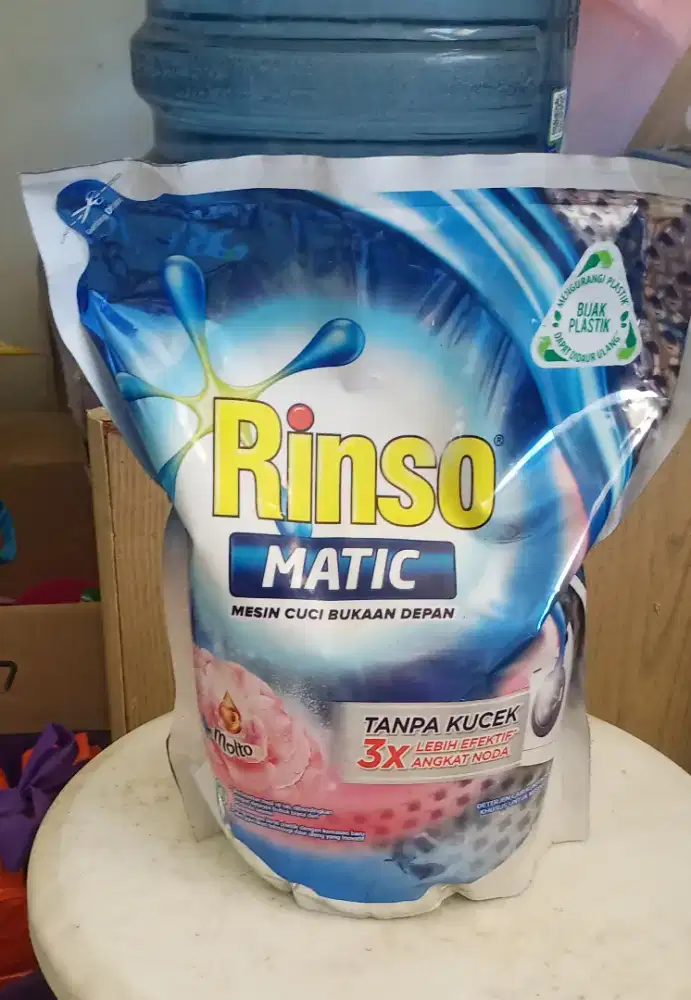 MENGURANGI PLASTIK
BIJAK
PLASTIK
DAPAT DIDAUR ULANG
Rinso®
MATIC
MESIN CUCI BUKAAN DEPAN
Molto
TANPA KUCEK
3X LEBIH EFEKTIF
ANGKAT NODA